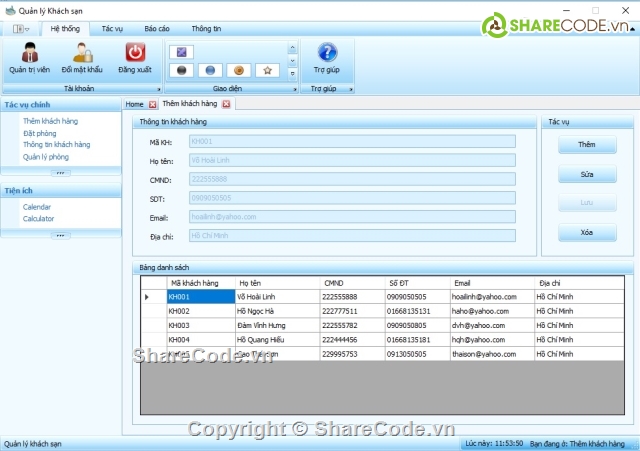 Quản lý Khách sạn
SHARECODE.vn
Hệ thống Tác vụ Báo cáo Thông tin
Quản trị viên Đổi mật khẩu Đăng xuất Trợ giúp
Tài khoản Giao diện Trợ giúp
Tác vụ chính
Thêm khách hàng
Đặt phòng
Thông tin khách hàng
Quản lý phòng
Tiện ích
Calendar
Calculator
Home Thêm khách hàng
Thông tin khách hàng
Mã KH: KH001
Họ tên: Võ Hoài Linh
CMND: 222555888
SDT: 0909050505
Email: hoailinh@yahoo.com
Địa chỉ: Hồ Chí Minh
Tác vụ
Thêm
Sửa
Lưu
Xóa
Bảng danh sách
Mã khách hàng Họ tên CMND Số ĐT Email Địa chỉ
KH001 Võ Hoài Linh 222555888 0909050505 hoailinh@yahoo.com Hồ Chí Minh
KH002 Hồ Ngọc Hà 222777511 01668135131 haho@yahoo.com Hồ Chí Minh
KH003 Đàm Vĩnh Hưng 222555782 0909050805 dvh@yahoo.com Hồ Chí Minh
KH004 Hồ Quang Hiếu 222444456 01668135181 hqh@yahoo.com Hồ Chí Minh
229995753 0913050505 thaison@yahoo.com Hồ Chí Minh
ShareCode.vn
Copyright © ShareCode.vn
Quản lý khách sạn Lúc này: 11:53:50 Bạn đang ở: Thêm khách hàng